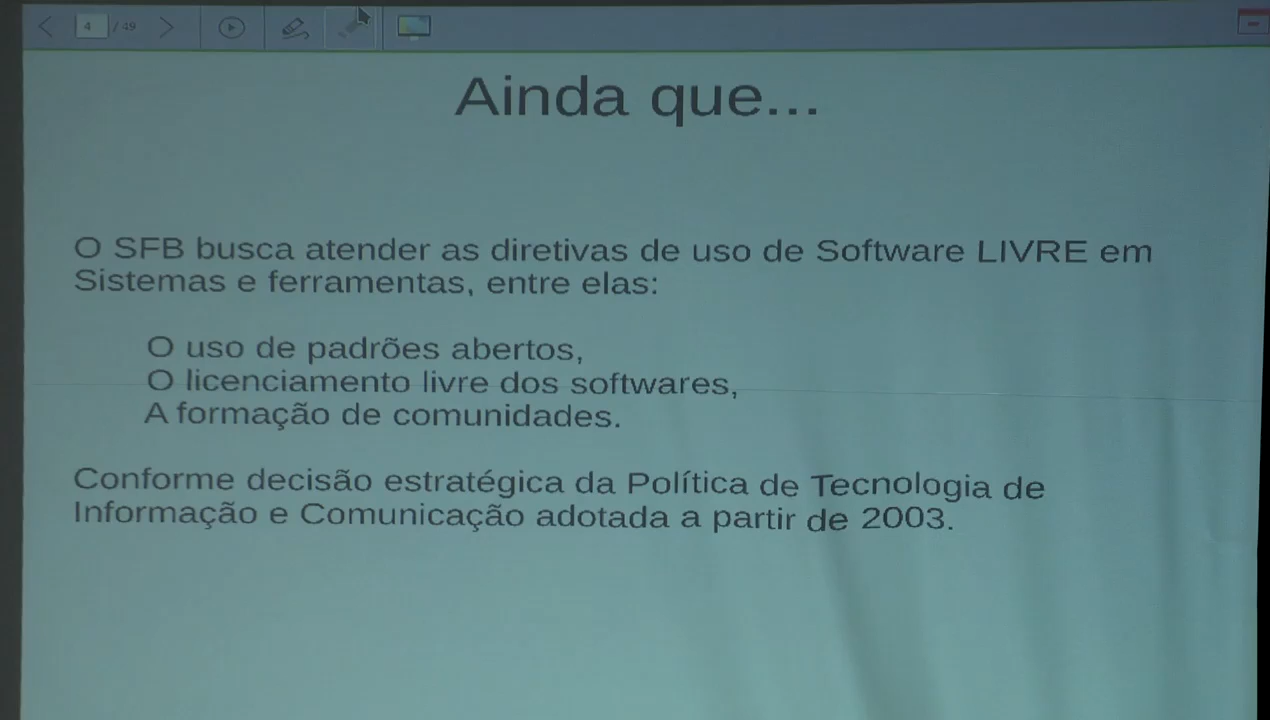 4 / 49
Ainda que...
O SFB busca atender as diretivas de uso de Software LIVRE em
Sistemas e ferramentas, entre elas:
O uso de padrões abertos,
O licenciamento livre dos softwares,
A formação de comunidades.
Conforme decisão estratégica da Política de Tecnologia de
Informação e Comunicação adotada a partir de 2003.